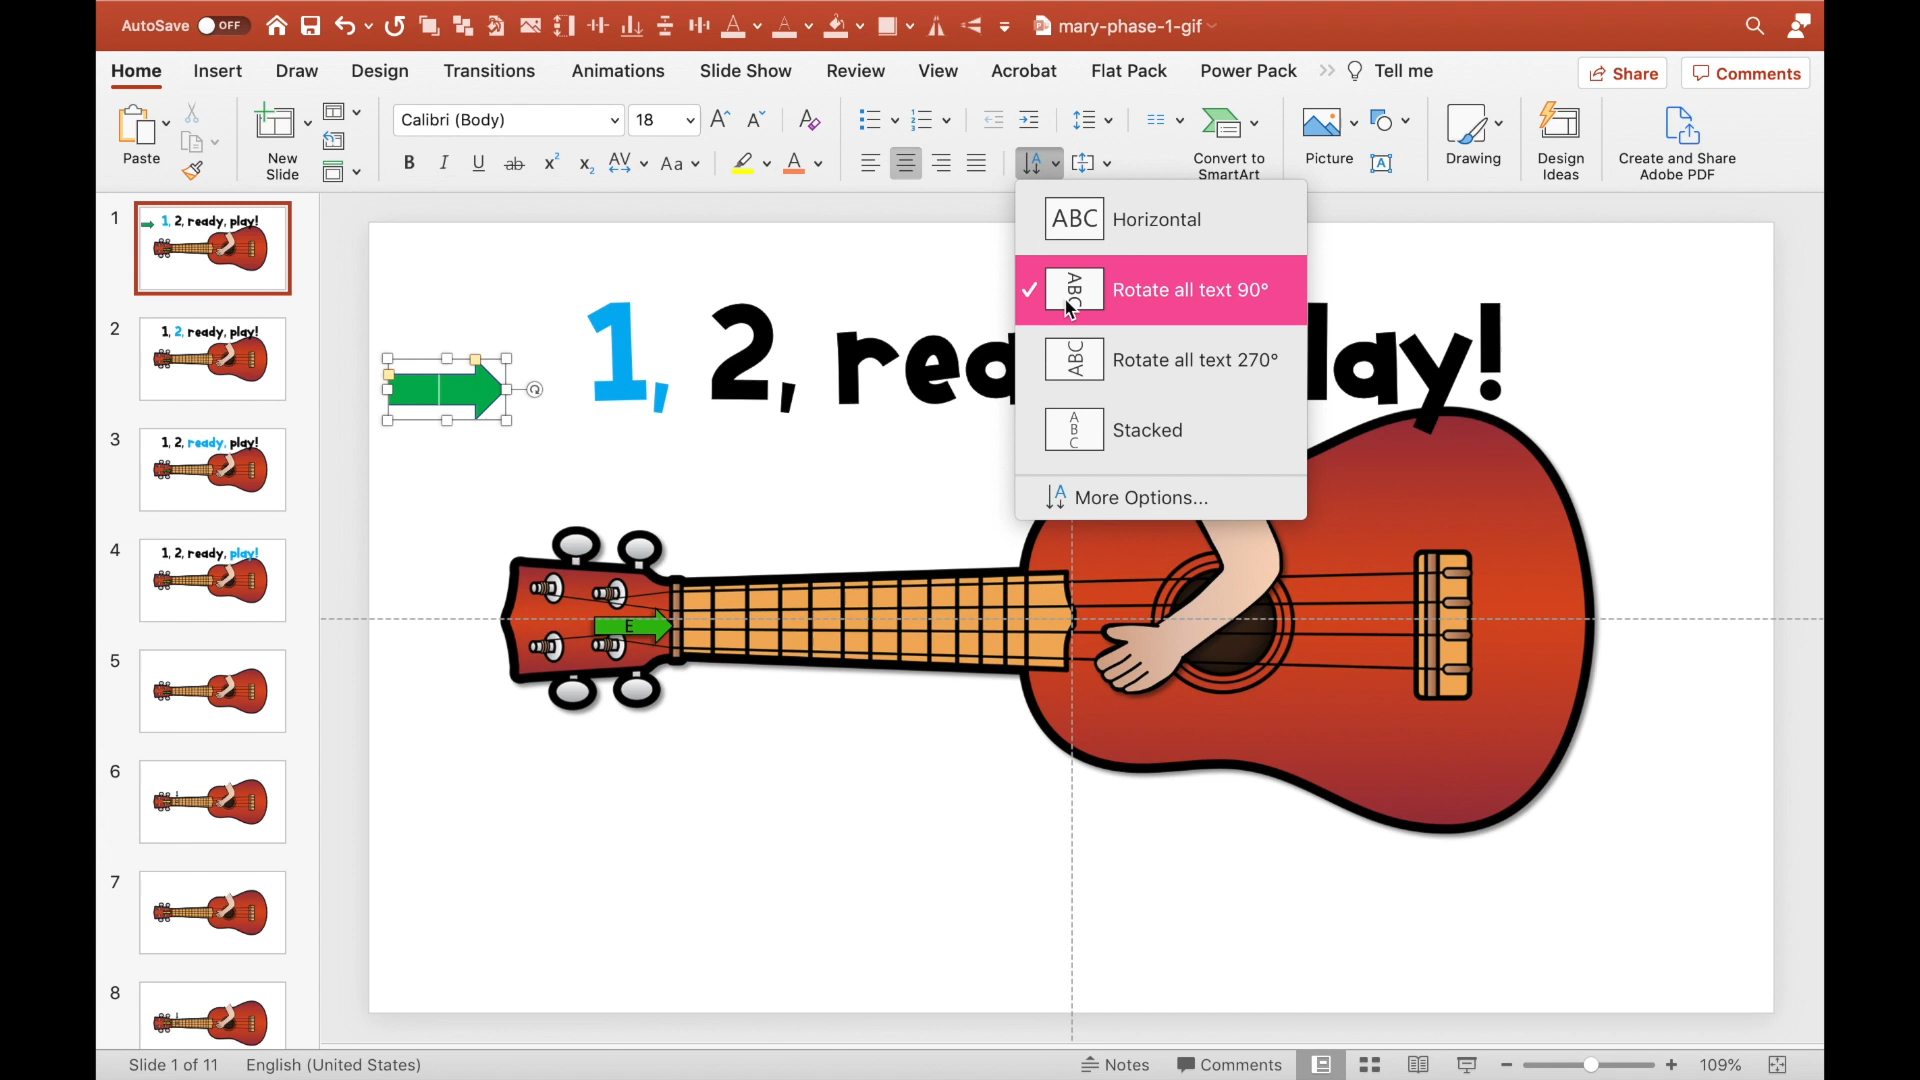 AutoSave OFF mary-phase-1-gif
Home Insert Draw Design Transitions Animations Slide Show Review View Acrobat Flat Pack Power Pack Tell me Share Comments
Paste
New
Slide
Calibri (Body) 18
Convert to
SmartArt
Picture
Drawing
Design
Ideas
Create and Share
Adobe PDF
ABC Horizontal
ABC Rotate all text 90°
ABC Rotate all text 270°
ABC Stacked
More Options...
1 1, 2, ready, play!
2 1, 2, ready, play!
3 1, 2, ready, play!
4 1, 2, ready, play!
5
6
7
8
1, 2, rea lay!
E
Slide 1 of 11 English (United States) Notes Comments 109%